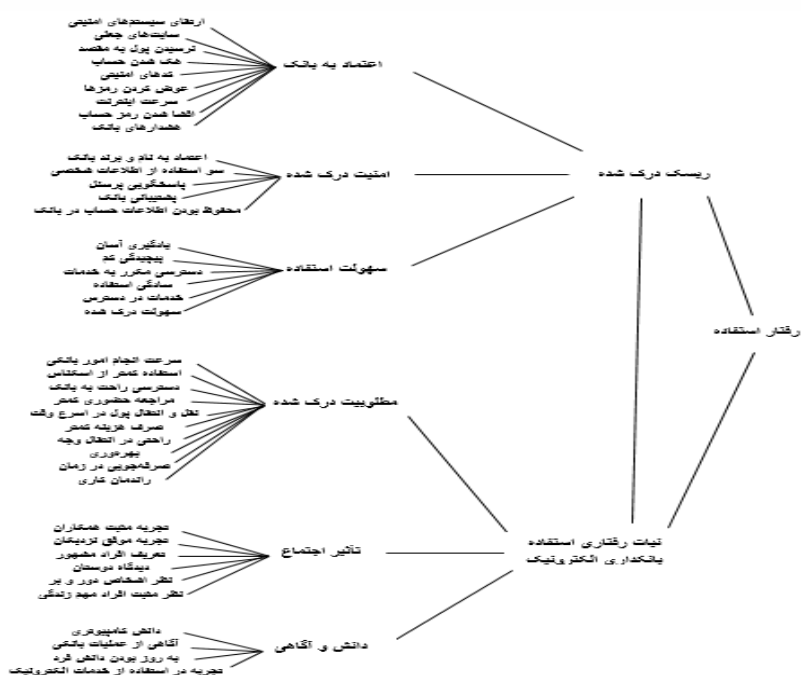 ارتقای سیستم‌های امنیتی
سایت‌های جعلی
نرسیدن پول به مقصد
هک شدن حساب
کدهای امنیتی
عوض کردن رمزها
سرعت اینترنت
افشا شدن رمز حساب
هشدارهای بانک
اعتماد به بانک
اعتماد به نام و برند بانک
سو استفاده از اطلاعات شخصی
پاسخگویی پرسنل
پشتیبانی بانک
محفوظ بودن اطلاعات حساب در بانک
امنیت درک شده
ریسک درک شده
یادگیری آسان
پیچیدگی کم
دسترسی مکرر به خدمات
سادگی استفاده
خدمات در دسترس
سهولت درک شده
سهولت استفاده
رفتار استفاده
سرعت انجام امور بانکی
استفاده کمتر از اسکناس
دسترسی راحت به بانک
مراجعه حضوری کمتر
نقل و انتقال پول در اسرع وقت
صرف هزینه کمتر
راحتی در انتقال وجه
بهره‌وری
صرفه‌جویی در زمان
راندمان کاری
مطلوبیت درک شده
تجربه مثبت همکاران
تجربه موفق نزدیکان
تعریف افراد مشهور
دیدگاه دوستان
نظر اشخاص دور و بر
نظر مثبت افراد مهم زندگی
تأثیر اجتماع
نیات رفتاری استفاده
بانکداری الکترونیک
دانش کامپیوتری
آگاهی از عملیات بانکی
به روز بودن دانش فرد
تجربه در استفاده از خدمات الکترونیک
دانش و آگاهی